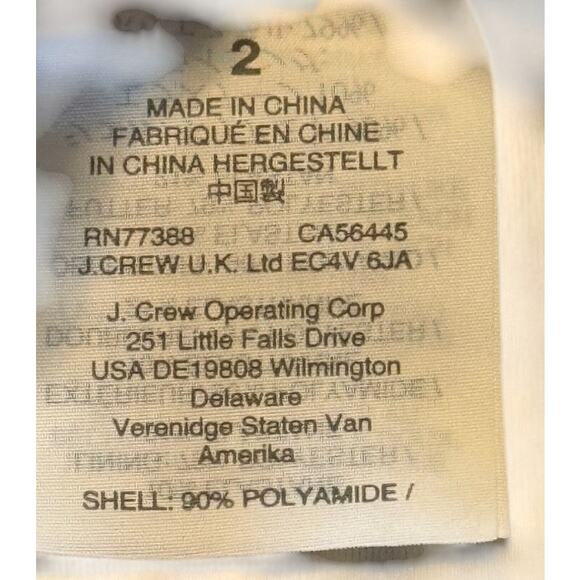 2
MADE IN CHINA
FABRIQUÉ EN CHINE
IN CHINA HERGESTELLT
中国製
RN77388 CA56445
J.CREW U.K. Ltd EC4V 6JA
J. Crew Operating Corp
251 Little Falls Drive
USA DE19808 Wilmington
Delaware
Verenidge Staten Van
Amerika
SHELL: 90% POLYAMIDE /